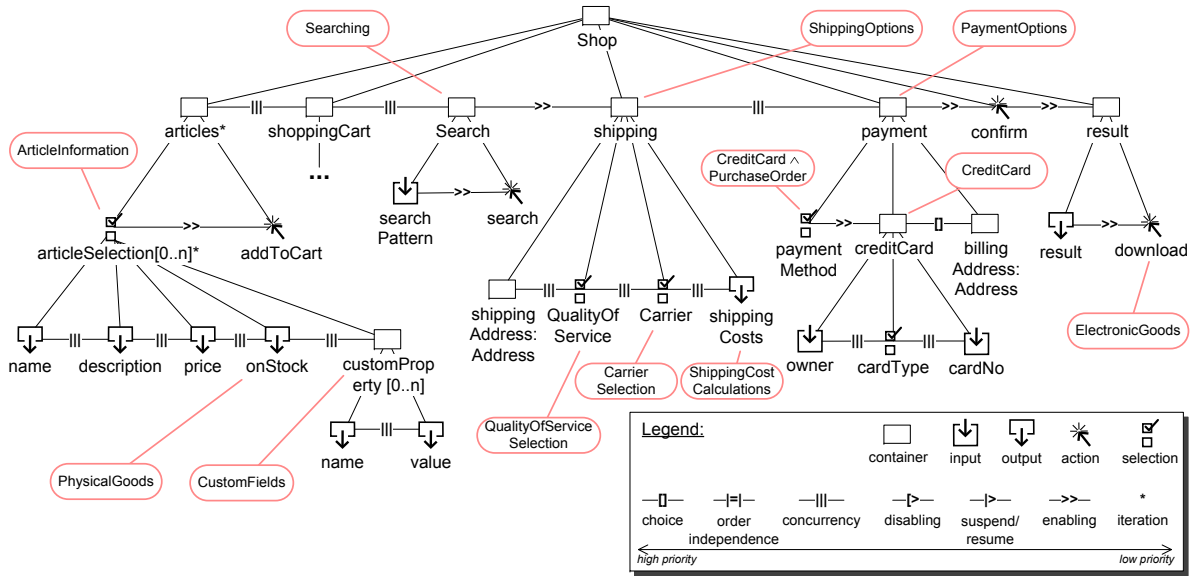 Searching
Shop
ShippingOptions
PaymentOptions
||| ||| >> ||| >> >>
articles*
shoppingCart
Search
shipping
payment
confirm
result
...
ArticleInformation
CreditCard ∧
PurchaseOrder
CreditCard
>>
articleSelection[0..n]*
addToCart
>>
search
Pattern
search
>>
[]
payment
Method
creditCard
billing
Address:
Address
>>
result
download
||| ||| |||
shipping
Address:
Address
QualityOf
Service
Carrier
shipping
Costs
ElectronicGoods
||| ||| ||| |||
name
description
price
onStock
customProp
erty [0..n]
||| |||
owner
cardType
cardNo
Carrier
Selection
ShippingCost
Calculations
QualityOfService
Selection
|||
name
value
PhysicalGoods
CustomFields
Legend:
container
input
output
action
selection
[]
|=|
|||
[>
|>
>>
*
choice
order
independence
concurrency
disabling
suspend/
resume
enabling
iteration
high priority
low priority